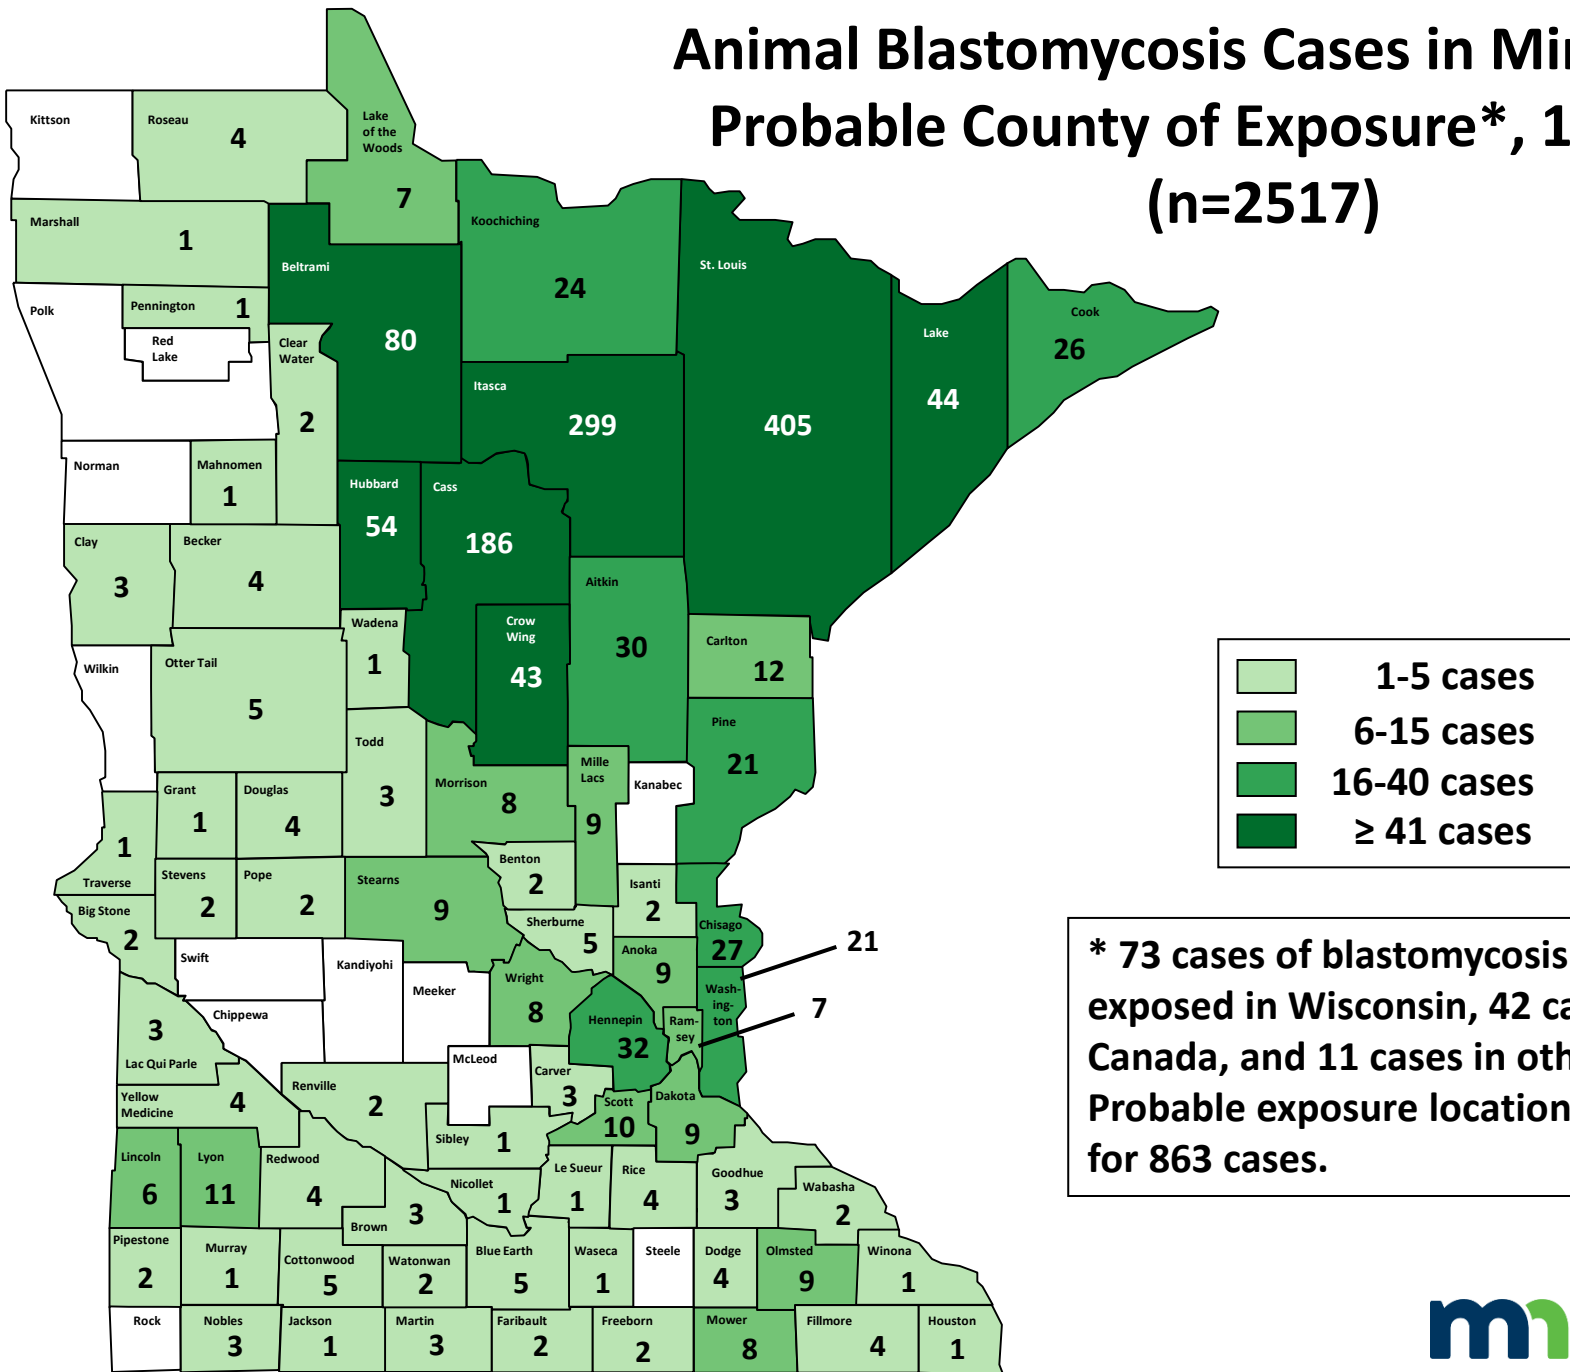 Animal Blastomycosis Cases in Min
Probable County of Exposure*, 1
(n=2517)
Kittson
Roseau
4
Lake
of the
Woods
7
Marshall
1
Koochiching
24
St. Louis
405
Beltrami
80
Polk
Pennington
1
Red
Lake
Clear
Water
2
Lake
44
Cook
26
Itasca
299
Norman
Mahnomen
1
Hubbard
54
Cass
186
Clay
3
Becker
4
Aitkin
30
Wadena
1
Crow
Wing
43
Carlton
12
Wilkin
Otter Tail
5
Pine
21
Todd
3
Morrison
8
Mille
Lacs
9
Kanabec
Grant
1
Douglas
4
1
Traverse
Stevens
2
Pope
2
Stearns
9
Benton
2
Isanti
2
Big Stone
2
Sherburne
5
Chisago
27
Swift
Kandiyohi
Meeker
Wright
8
Anoka
9
Wash-
ing-
ton
21
Chippewa
3
Lac Qui Parle
Hennepin
32
Ram-
sey
7
McLeod
Carver
3
Renville
2
Yellow
Medicine
4
Scott
10
Dakota
9
Sibley
1
Lincoln
6
Lyon
11
Redwood
4
Nicollet
1
Le Sueur
1
Rice
4
Goodhue
3
Wabasha
2
Brown
3
Pipestone
2
Murray
1
Cottonwood
5
Watonwan
2
Blue Earth
5
Waseca
1
Steele
Dodge
4
Olmsted
9
Winona
1
Rock
Nobles
3
Jackson
1
Martin
3
Faribault
2
Freeborn
2
Mower
8
Fillmore
4
Houston
1
1-5 cases
6-15 cases
16-40 cases
≥ 41 cases
* 73 cases of blastomycosis
exposed in Wisconsin, 42 ca
Canada, and 11 cases in oth
Probable exposure location
for 863 cases.
mn